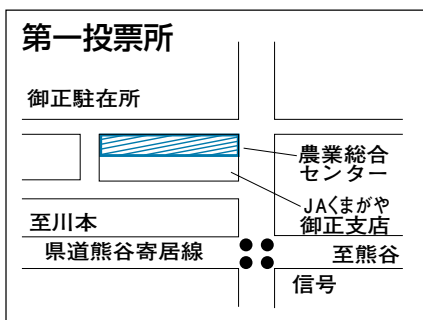 第一投票所
御正駐在所
農業総合
センター
JAくまがや
御正支店
至川本
県道熊谷寄居線
至熊谷
信号